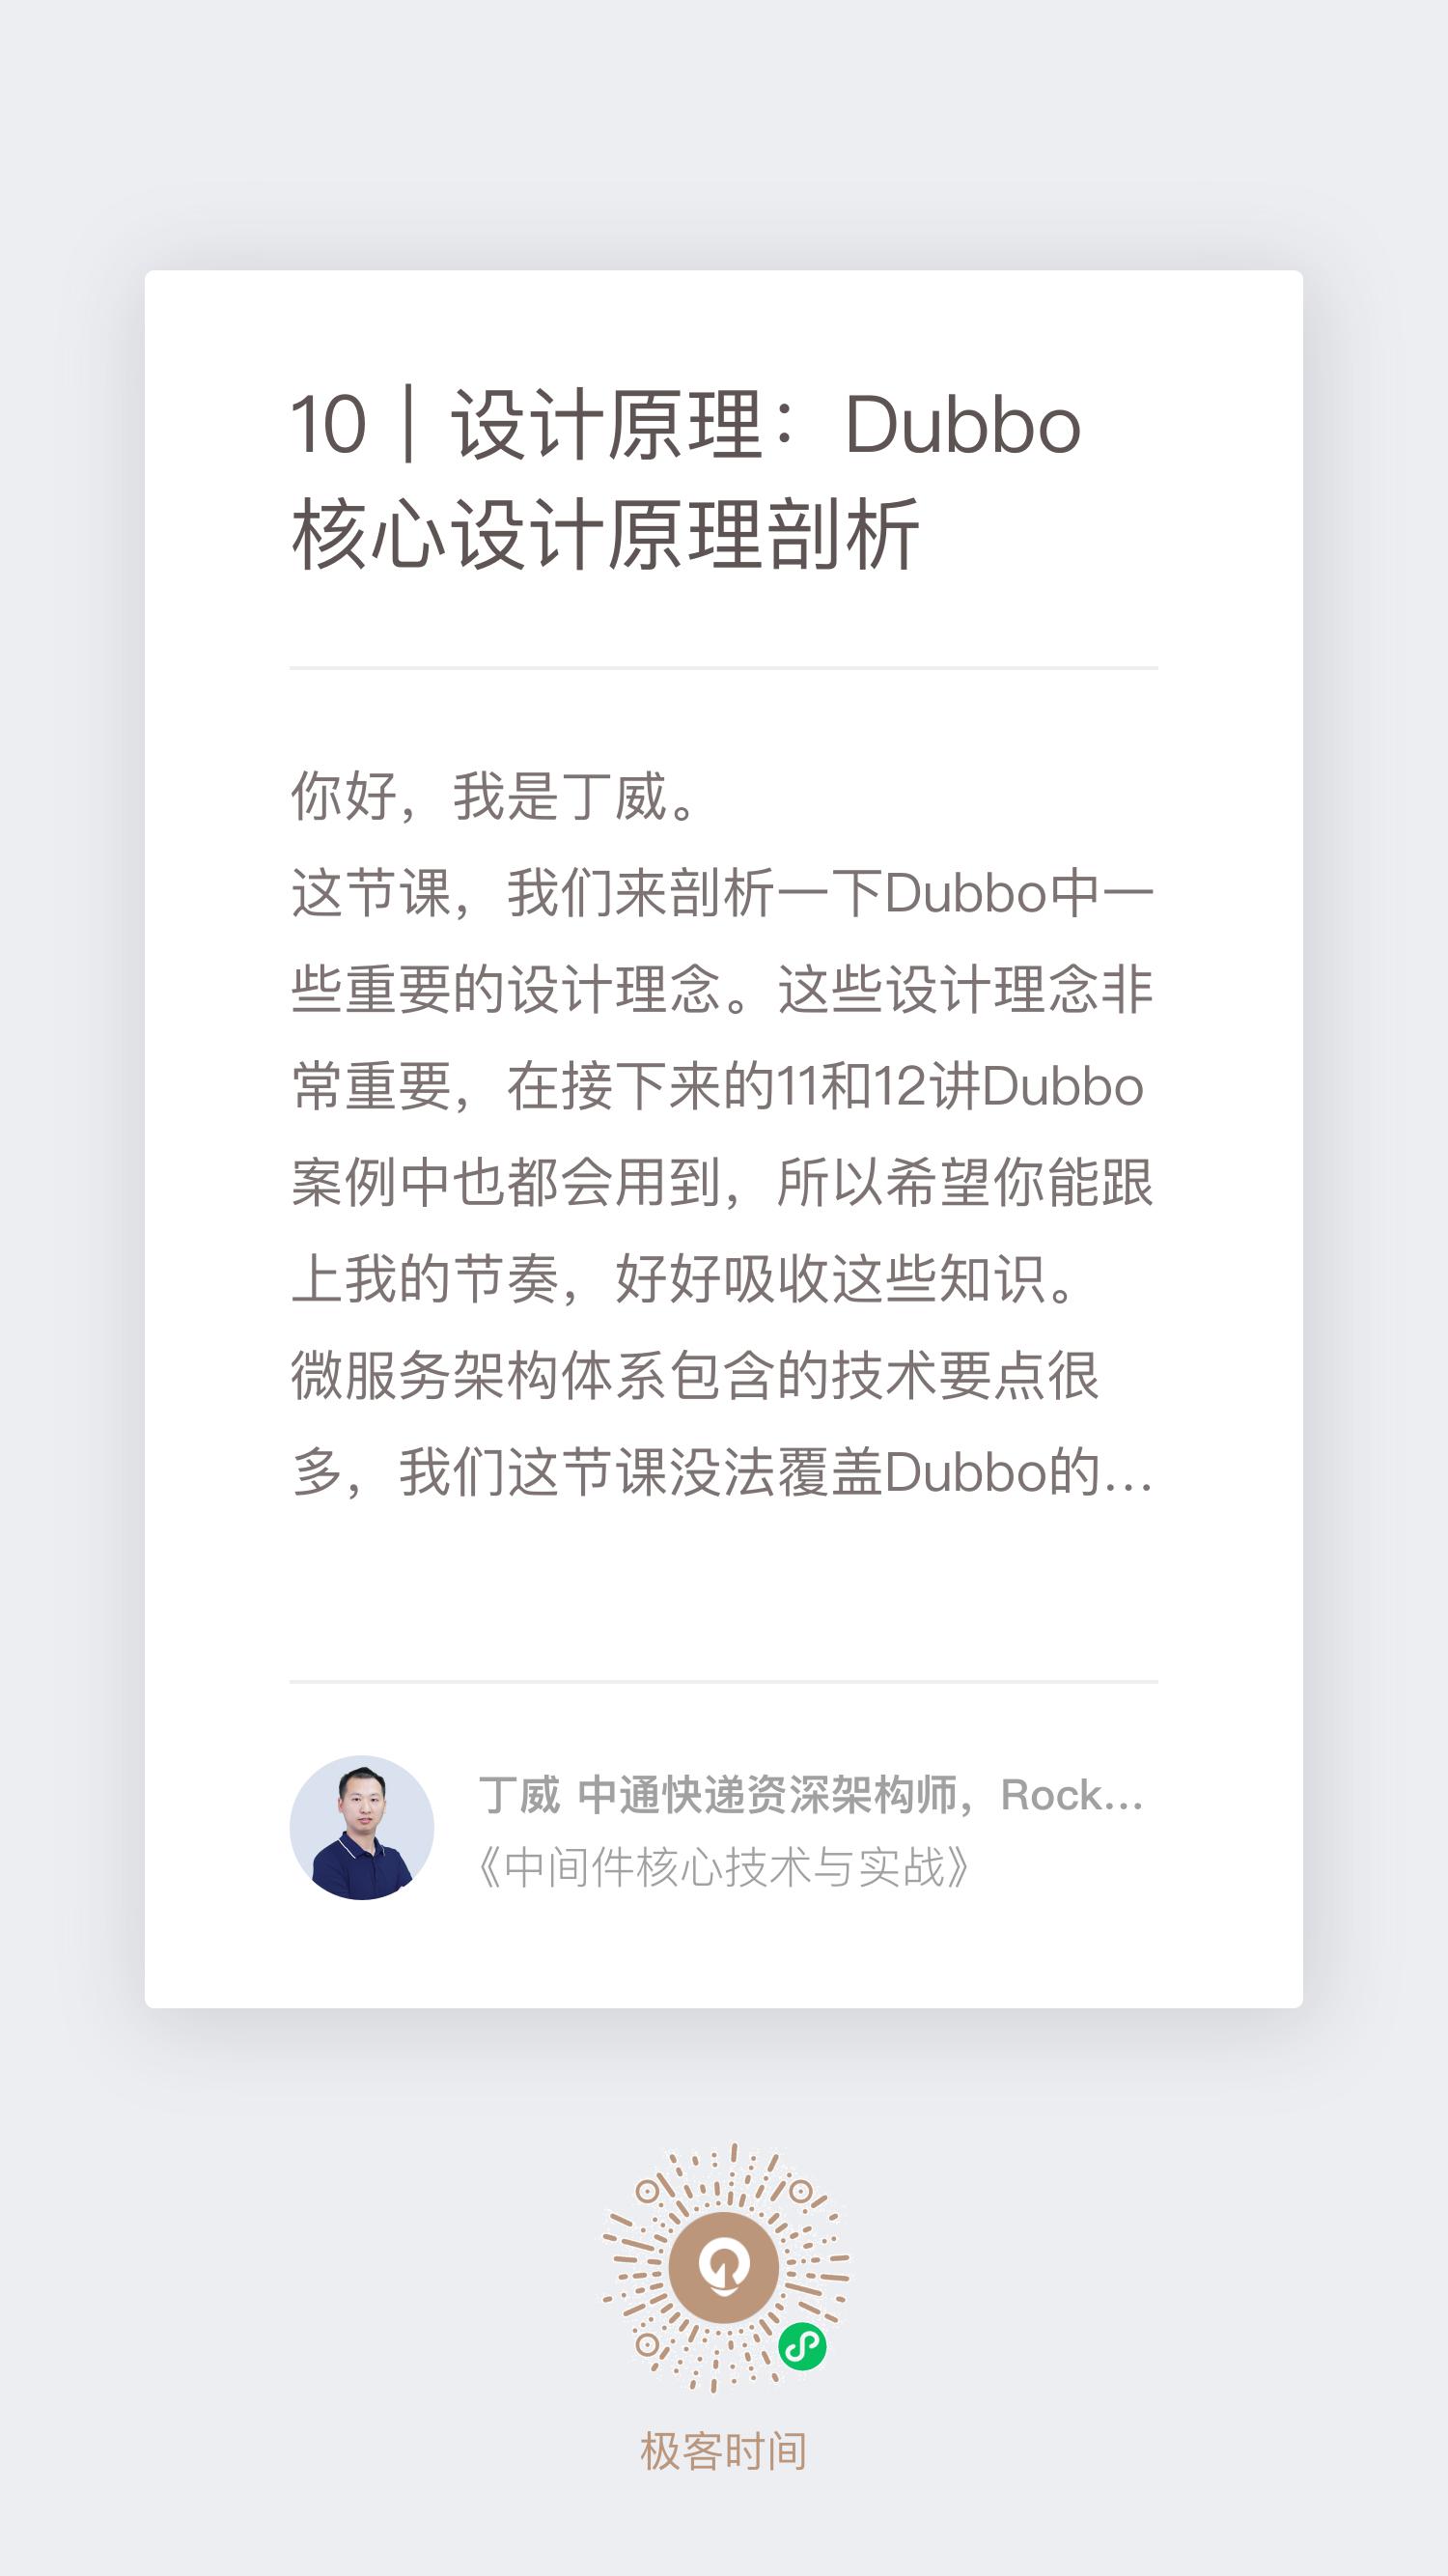 10｜设计原理：Dubbo
核心设计原理剖析
你好，我是丁威。
这节课，我们来剖析一下Dubbo中一
些重要的设计理念。这些设计理念非
常重要，在接下来的11和12讲Dubbo
案例中也都会用到，所以希望你能跟
上我的节奏，好好吸收这些知识。
微服务架构体系包含的技术要点很
多，我们这节课没法覆盖Dubbo的...
丁威 中通快递资深架构师，Rock...
《中间件核心技术与实战》
极客时间